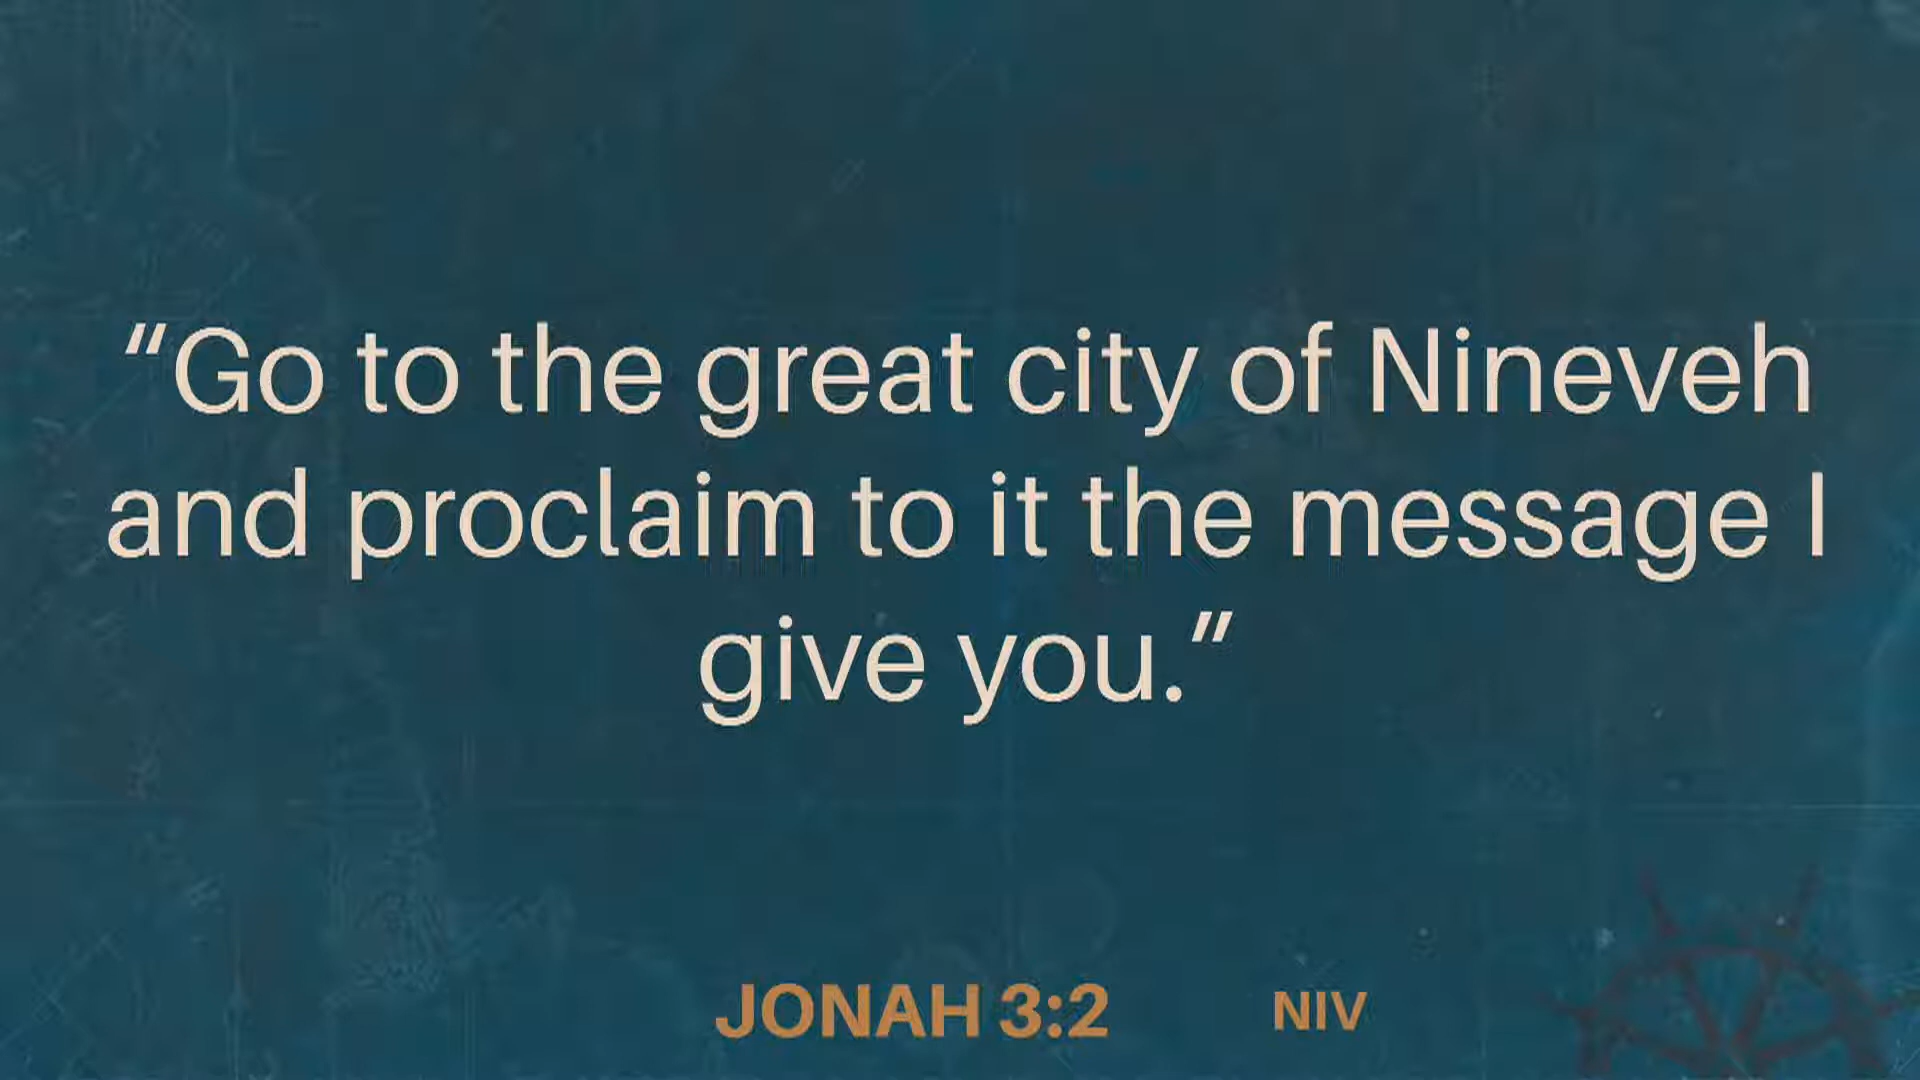 “Go to the great city of Nineveh
and proclaim to it the message I
give you.”
JONAH 3:2 NIV